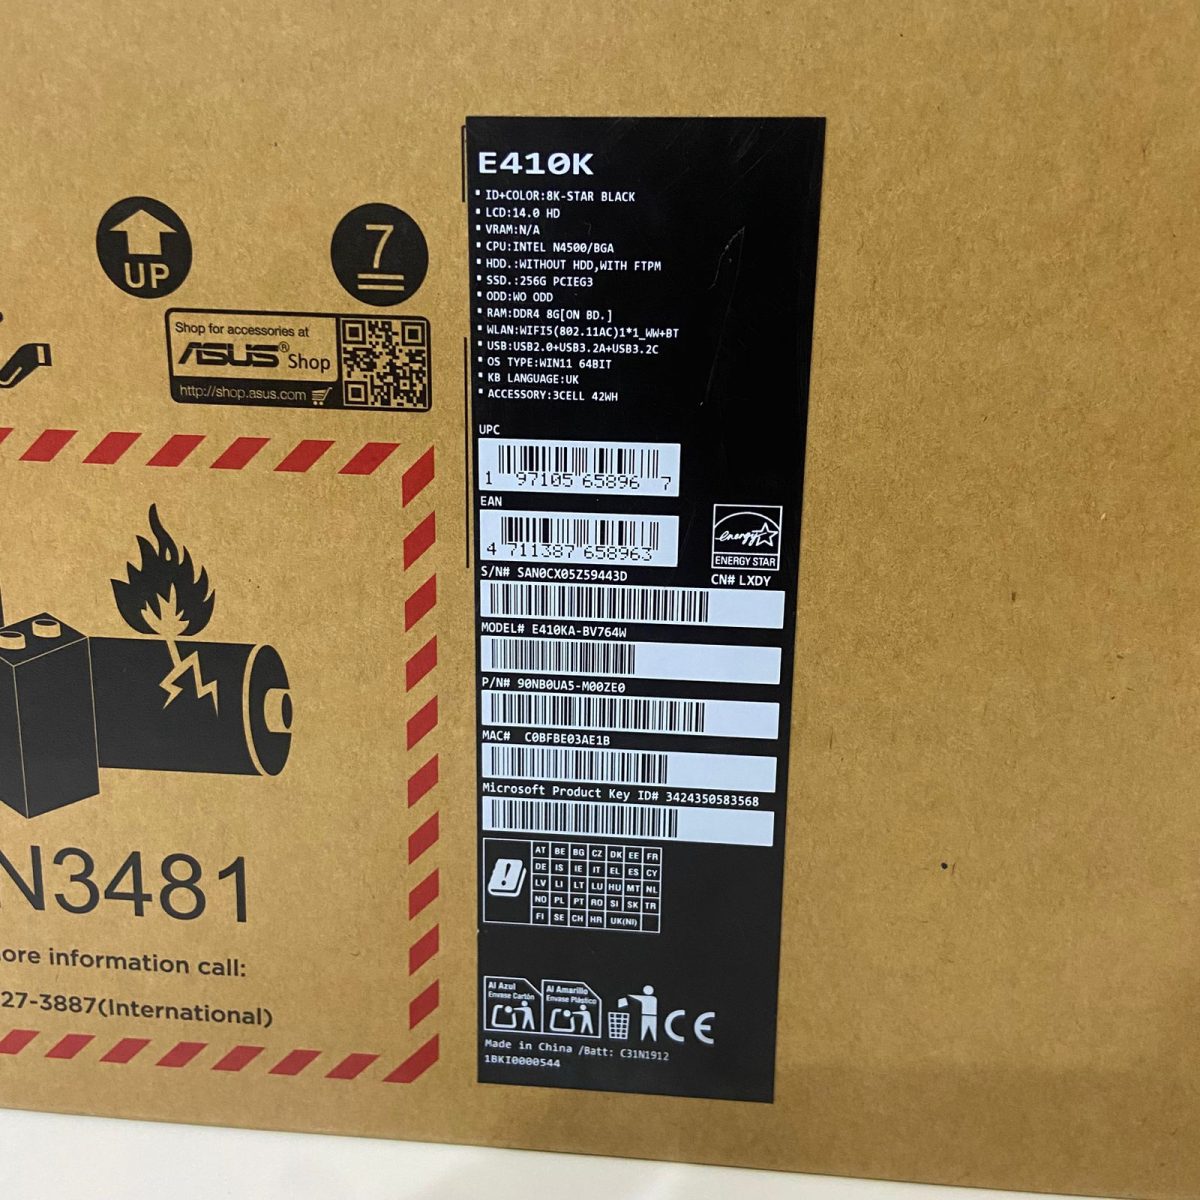 UP
7
Shop for accessories at
ASUS® Shop
http://shop.asus.com
N3481
ore information call:
27-3887(International)
E410K
▪ ID+COLOR:8K-STAR BLACK
▪ LCD:14.0 HD
▪ VRAM:N/A
▪ CPU:INTEL N4500/BGA
▪ HDD.:WITHOUT HDD,WITH FTPM
▪ SSD.:256G PCIEG3
▪ ODD:WO ODD
▪ RAM:DDR4 8G[ON BD.]
▪ WLAN:WIFI5(802.11AC)1*1_WW+BT
▪ USB:USB2.0+USB3.2A+USB3.2C
▪ OS TYPE:WIN11 64BIT
▪ KB LANGUAGE:UK
▪ ACCESSORY:3CELL 42WH
UPC
1 97105 65896 7
EAN
4 711387 658963
energy
ENERGY STAR
S/N# SAN0CX05Z59443D
CN# LXDY
MODEL# E410KA-BV764W
P/N# 90NB0UA5-M00ZE0
MAC# C0BFBE03AE1B
Microsoft Product Key ID# 3424350583568
AT BE BG CZ DK EE FR
DE IS IE IT EL ES CY
LV LI LT LU HU MT NL
NO PL PT RO SI SK TR
FI SE CH HR UK(NI)
Al Azul
Envase Cartón
Al Amarillo
Envase Plástico
CE
Made in China /Batt: C31N1912
1BKI0000544